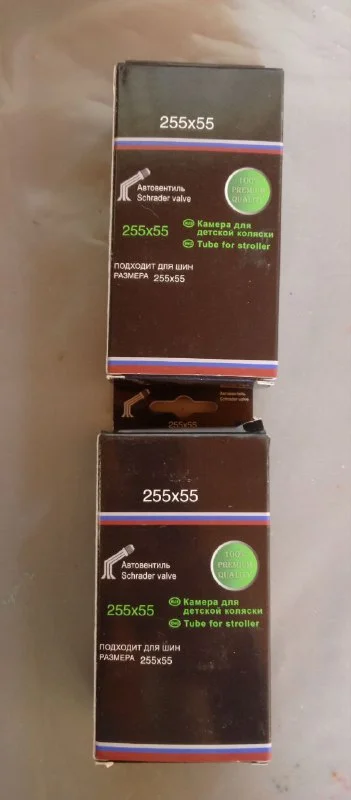 255x55
Автовентиль
Schrader valve
100%
PREMIUM
QUALITY
255x55
Камера для
детской коляски
Tube for stroller
ПОДХОДИТ ДЛЯ ШИН
РАЗМЕРА 255x55
Автовентиль
Schrader valve
255x55
255x55
Автовентиль
Schrader valve
100%
PREMIUM
QUALITY
255x55
Камера для
детской коляски
Tube for stroller
ПОДХОДИТ ДЛЯ ШИН
РАЗМЕРА 255x55